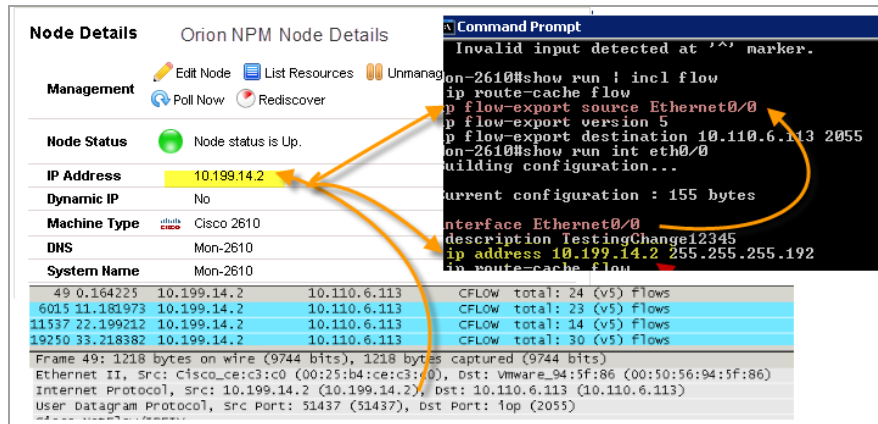 Node Details
Orion NPM Node Details
Management
Edit Node
List Resources
Unmanag
Poll Now
Rediscover
Node Status
Node status is Up.
IP Address
10.199.14.2
Dynamic IP
No
Machine Type
cisco
Cisco 2610
DNS
Mon-2610
System Name
Mon-2610
Command Prompt
Invalid input detected at '^' marker.
on-2610#show run | incl flow
ip route-cache flow
p flow-export source Ethernet0/0
p flow-export version 5
p flow-export destination 10.110.6.113 2055
on-2610#show run int eth0/0
uilding configuration...
urrent configuration : 155 bytes
nterface Ethernet0/0
description TestingChange12345
ip address 10.199.14.2 255.255.255.192
ip route-cache flow
49 0.164225 10.199.14.2 10.110.6.113 CFLOW total: 24 (v5) flows
6015 11.181973 10.199.14.2 10.110.6.113 CFLOW total: 23 (v5) flows
11537 22.199212 10.199.14.2 10.110.6.113 CFLOW total: 14 (v5) flows
19250 33.218382 10.199.14.2 10.110.6.113 CFLOW total: 30 (v5) flows
Frame 49: 1218 bytes on wire (9744 bits), 1218 bytes captured (9744 bits)
Ethernet II, Src: Cisco_ce:c3:c0 (00:25:b4:ce:c3:c0), Dst: Vmware_94:5f:86 (00:50:56:94:5f:86)
Internet Protocol, Src: 10.199.14.2 (10.199.14.2), Dst: 10.110.6.113 (10.110.6.113)
User Datagram Protocol, Src Port: 51437 (51437), Dst Port: iop (2055)